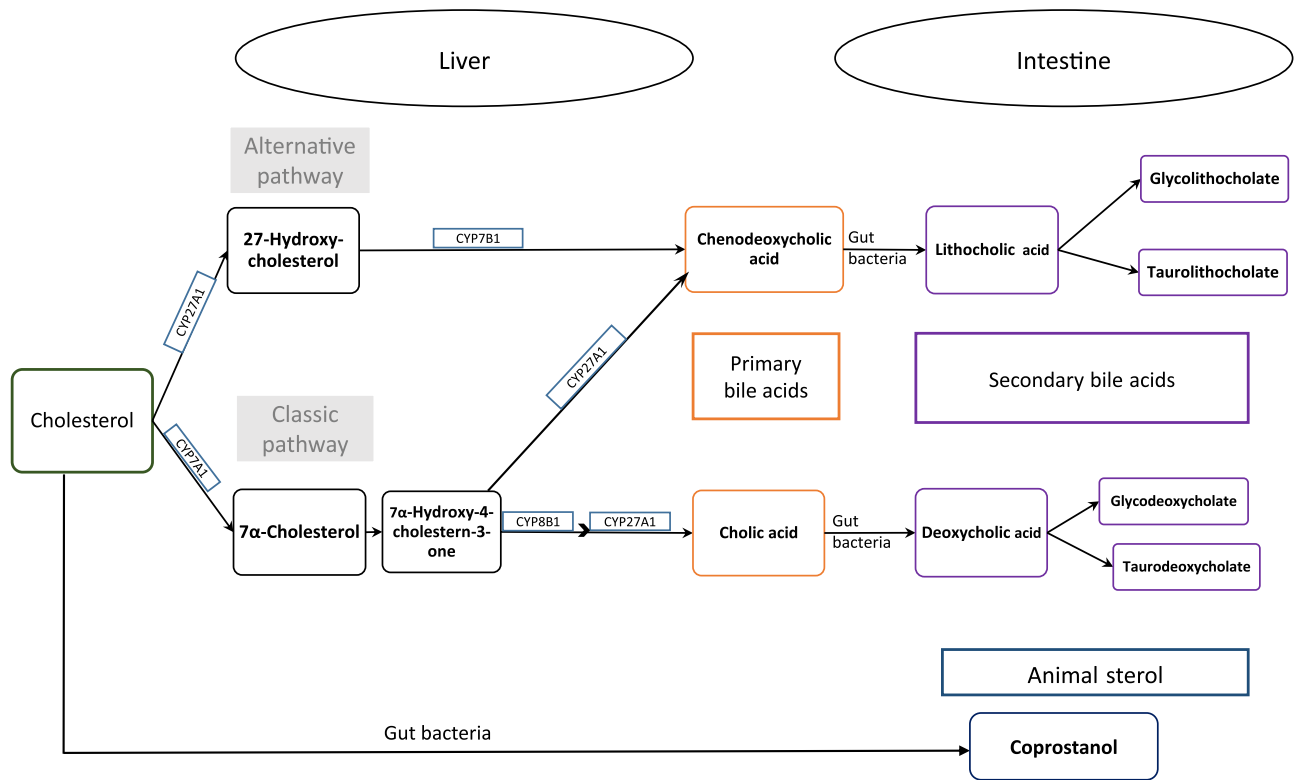 Liver
Intestine
Alternative
pathway
27-Hydroxy-
cholesterol
CYP7B1
Chenodeoxycholic
acid
Gut
bacteria
Lithocholic acid
Glycolithocholate
Taurolithocholate
CYP27A1
CYP27A1
Primary
bile acids
Secondary bile acids
Cholesterol
Classic
pathway
CYP7A1
7α-Cholesterol
7α-Hydroxy-4-
cholestern-3-
one
CYP8B1
CYP27A1
Cholic acid
Gut
bacteria
Deoxycholic acid
Glycodeoxycholate
Taurodeoxycholate
Animal sterol
Gut bacteria
Coprostanol